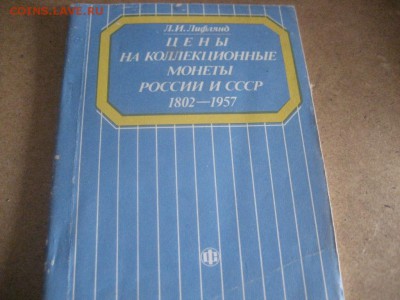 COINS.LAVE.RU
Л.И. Лифлянд
ЦЕНЫ
НА КОЛЛЕКЦИОННЫЕ
МОНЕТЫ
РОССИИ И СССР
1802—1957